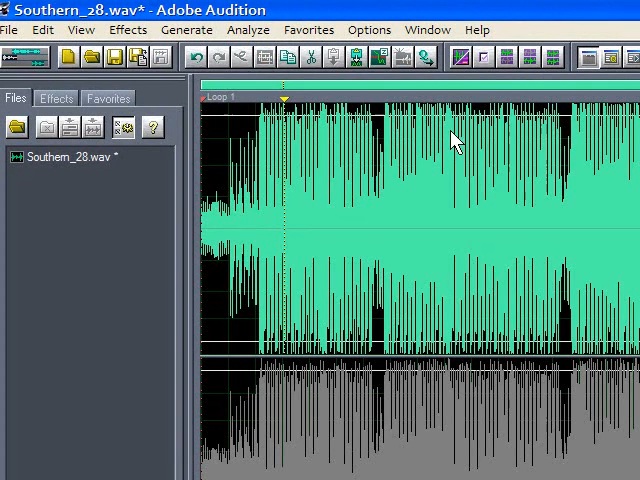 Southern_28.wav* - Adobe Audition
File Edit View Effects Generate Analyze Favorites Options Window Help
Files Effects Favorites
Loop 1
?
Southern_28.wav *